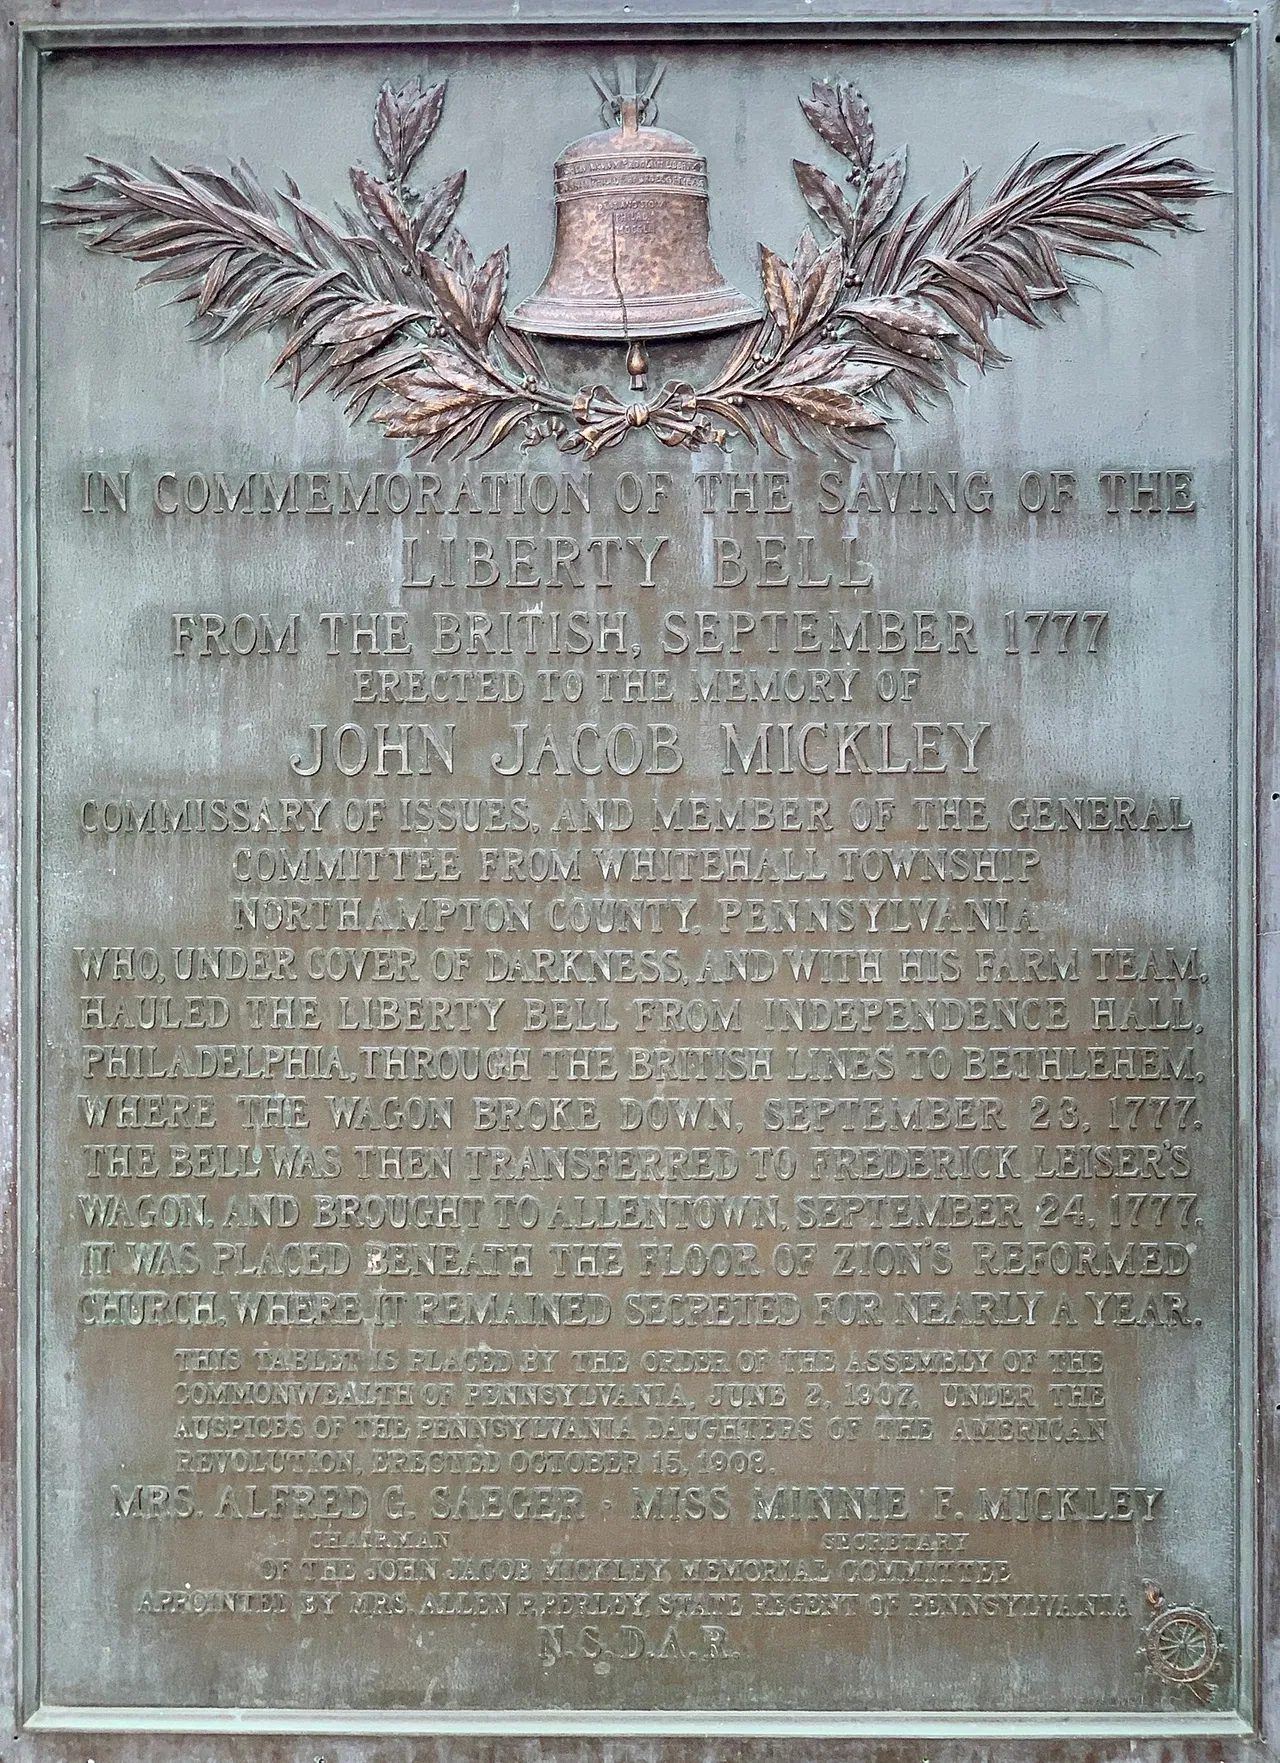 PASS AND STOW
PHILADA
IN COMMEMORATION OF THE SAVING OF THE
LIBERTY BELL
FROM THE BRITISH, SEPTEMBER 1777
ERECTED TO THE MEMORY OF
JOHN JACOB MICKLEY
COMMISSARY OF ISSUES, AND MEMBER OF THE GENERAL
COMMITTEE FROM WHITEHALL TOWNSHIP
NORTHAMPTON COUNTY, PENNSYLVANIA
WHO, UNDER COVER OF DARKNESS, AND WITH HIS FARM TEAM,
HAULED THE LIBERTY BELL FROM INDEPENDENCE HALL,
PHILADELPHIA, THROUGH THE BRITISH LINES TO BETHLEHEM,
WHERE THE WAGON BROKE DOWN, SEPTEMBER 23, 1777.
THE BELL WAS THEN TRANSFERRED TO FREDERICK LEISER'S
WAGON, AND BROUGHT TO ALLENTOWN, SEPTEMBER 24, 1777.
IT WAS PLACED BENEATH THE FLOOR OF ZION'S REFORMED
CHURCH, WHERE IT REMAINED SECRETED FOR NEARLY A YEAR.
THIS TABLET IS PLACED BY THE ORDER OF THE ASSEMBLY OF THE
COMMONWEALTH OF PENNSYLVANIA, JUNE 2, 1907, UNDER THE
AUSPICES OF THE PENNSYLVANIA DAUGHTERS OF THE AMERICAN
REVOLUTION, ERECTED OCTOBER 15, 1908.
MRS. ALFRED G. SAEGER · MISS MINNIE F. MICKLEY
CHAIRMAN SECRETARY
OF THE JOHN JACOB MICKLEY MEMORIAL COMMITTEE
APPOINTED BY MRS. ALLEN P. PERLEY, STATE REGENT OF PENNSYLVANIA
N.S.D.A.R.